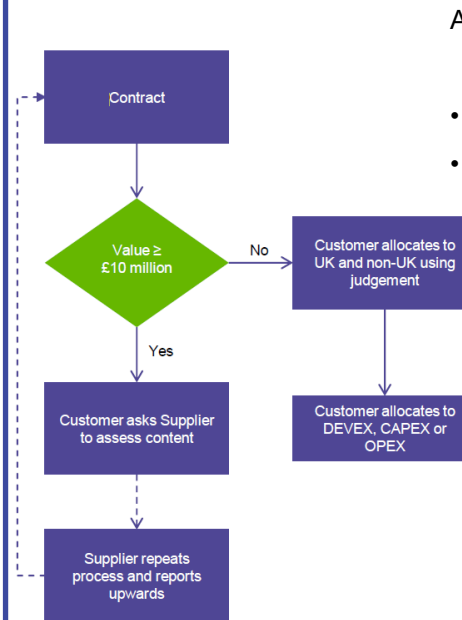 A
•
•
Contract
Value ≥
£10 million
No
Customer allocates to
UK and non-UK using
judgement
Yes
Customer asks Supplier
to assess content
Customer allocates to
DEVEX, CAPEX or
OPEX
Supplier repeats
process and reports
upwards